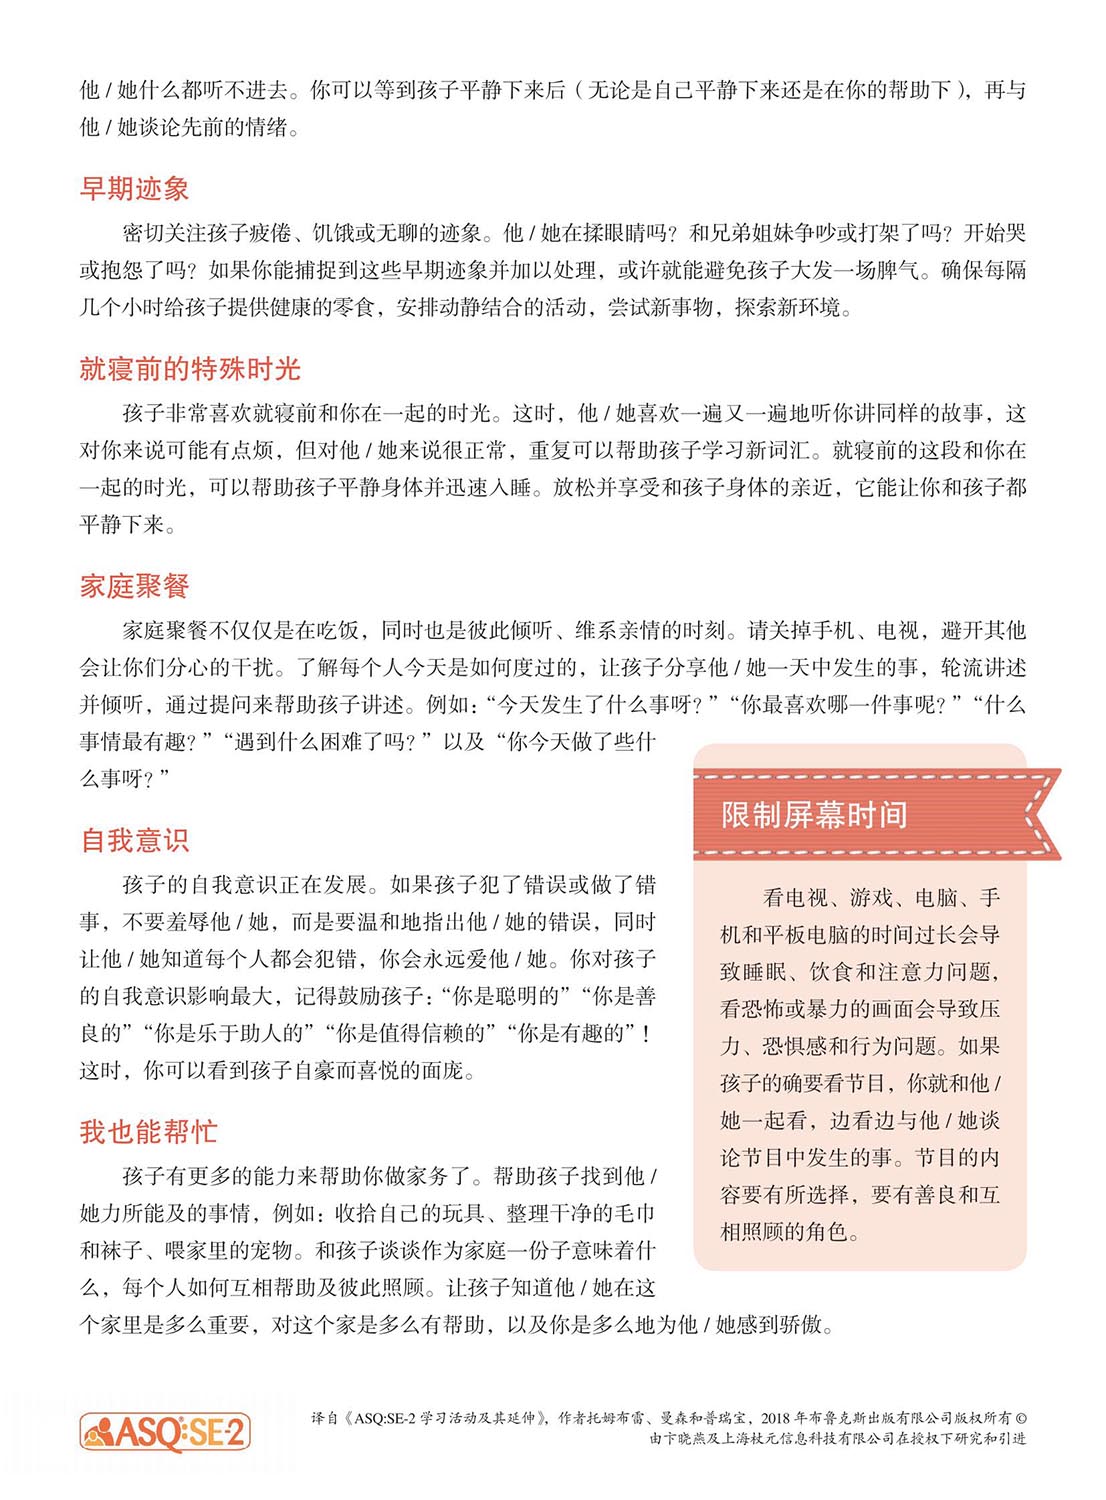 他 / 她什么都听不进去。你可以等到孩子平静下来后（无论是自己平静下来还是在你的帮助下），再与
他 / 她谈论先前的情绪。
早期迹象
密切关注孩子疲倦、饥饿或无聊的迹象。他 / 她在揉眼睛吗？和兄弟姐妹争吵或打架了吗？开始哭
或抱怨了吗？如果你能捕捉到这些早期迹象并加以处理，或许就能避免孩子大发一场脾气。确保每隔
几个小时给孩子提供健康的零食，安排动静结合的活动，尝试新事物，探索新环境。
就寝前的特殊时光
孩子非常喜欢就寝前和你在一起的时光。这时，他 / 她喜欢一遍又一遍地听你讲同样的故事，这
对你来说可能有点烦，但对他 / 她来说很正常，重复可以帮助孩子学习新词汇。就寝前的这段和你在
一起的时光，可以帮助孩子平静身体并迅速入睡。放松并享受和孩子身体的亲近，它能让你和孩子都
平静下来。
家庭聚餐
家庭聚餐不仅仅是在吃饭，同时也是彼此倾听、维系亲情的时刻。请关掉手机、电视，避开其他
会让你们分心的干扰。了解每个人今天是如何度过的，让孩子分享他 / 她一天中发生的事，轮流讲述
并倾听，通过提问来帮助孩子讲述。例如：“今天发生了什么事呀？”“你最喜欢哪一件事呢？”“什么
事情最有趣？”“遇到什么困难了吗？”以及“你今天做了些什
么事呀？”
自我意识
孩子的自我意识正在发展。如果孩子犯了错误或做了错
事，不要羞辱他 / 她，而是要温和地指出他 / 她的错误，同时
让他 / 她知道每个人都会犯错，你会永远爱他 / 她。你对孩子
的自我意识影响最大，记得鼓励孩子：“你是聪明的”“你是善
良的”“你是乐于助人的”“你是值得信赖的”“你是有趣的”！
这时，你可以看到孩子自豪而喜悦的面庞。
我也能帮忙
孩子有更多的能力来帮助你做家务了。帮助孩子找到他 /
她力所能及的事情，例如：收拾自己的玩具、整理干净的毛巾
和袜子、喂家里的宠物。和孩子谈谈作为家庭一份子意味着什
么，每个人如何互相帮助及彼此照顾。让孩子知道他 / 她在这
个家里是多么重要，对这个家是多么有帮助，以及你是多么地为他 / 她感到骄傲。
限制屏幕时间
看电视、游戏、电脑、手
机和平板电脑的时间过长会导
致睡眠、饮食和注意力问题，
看恐怖或暴力的画面会导致压
力、恐惧感和行为问题。如果
孩子的确要看节目，你就和他 /
她一起看，边看边与他 / 她谈
论节目中发生的事。节目的内
容要有所选择，要有善良和互
相照顾的角色。
ASQ:SE-2
译自《ASQ:SE-2 学习活动及其延伸》，作者托姆布雷、曼森和普瑞宝，2018 年布鲁克斯出版有限公司版权所有 ©
由卞晓燕及上海杖元信息科技有限公司在授权下研究和引进